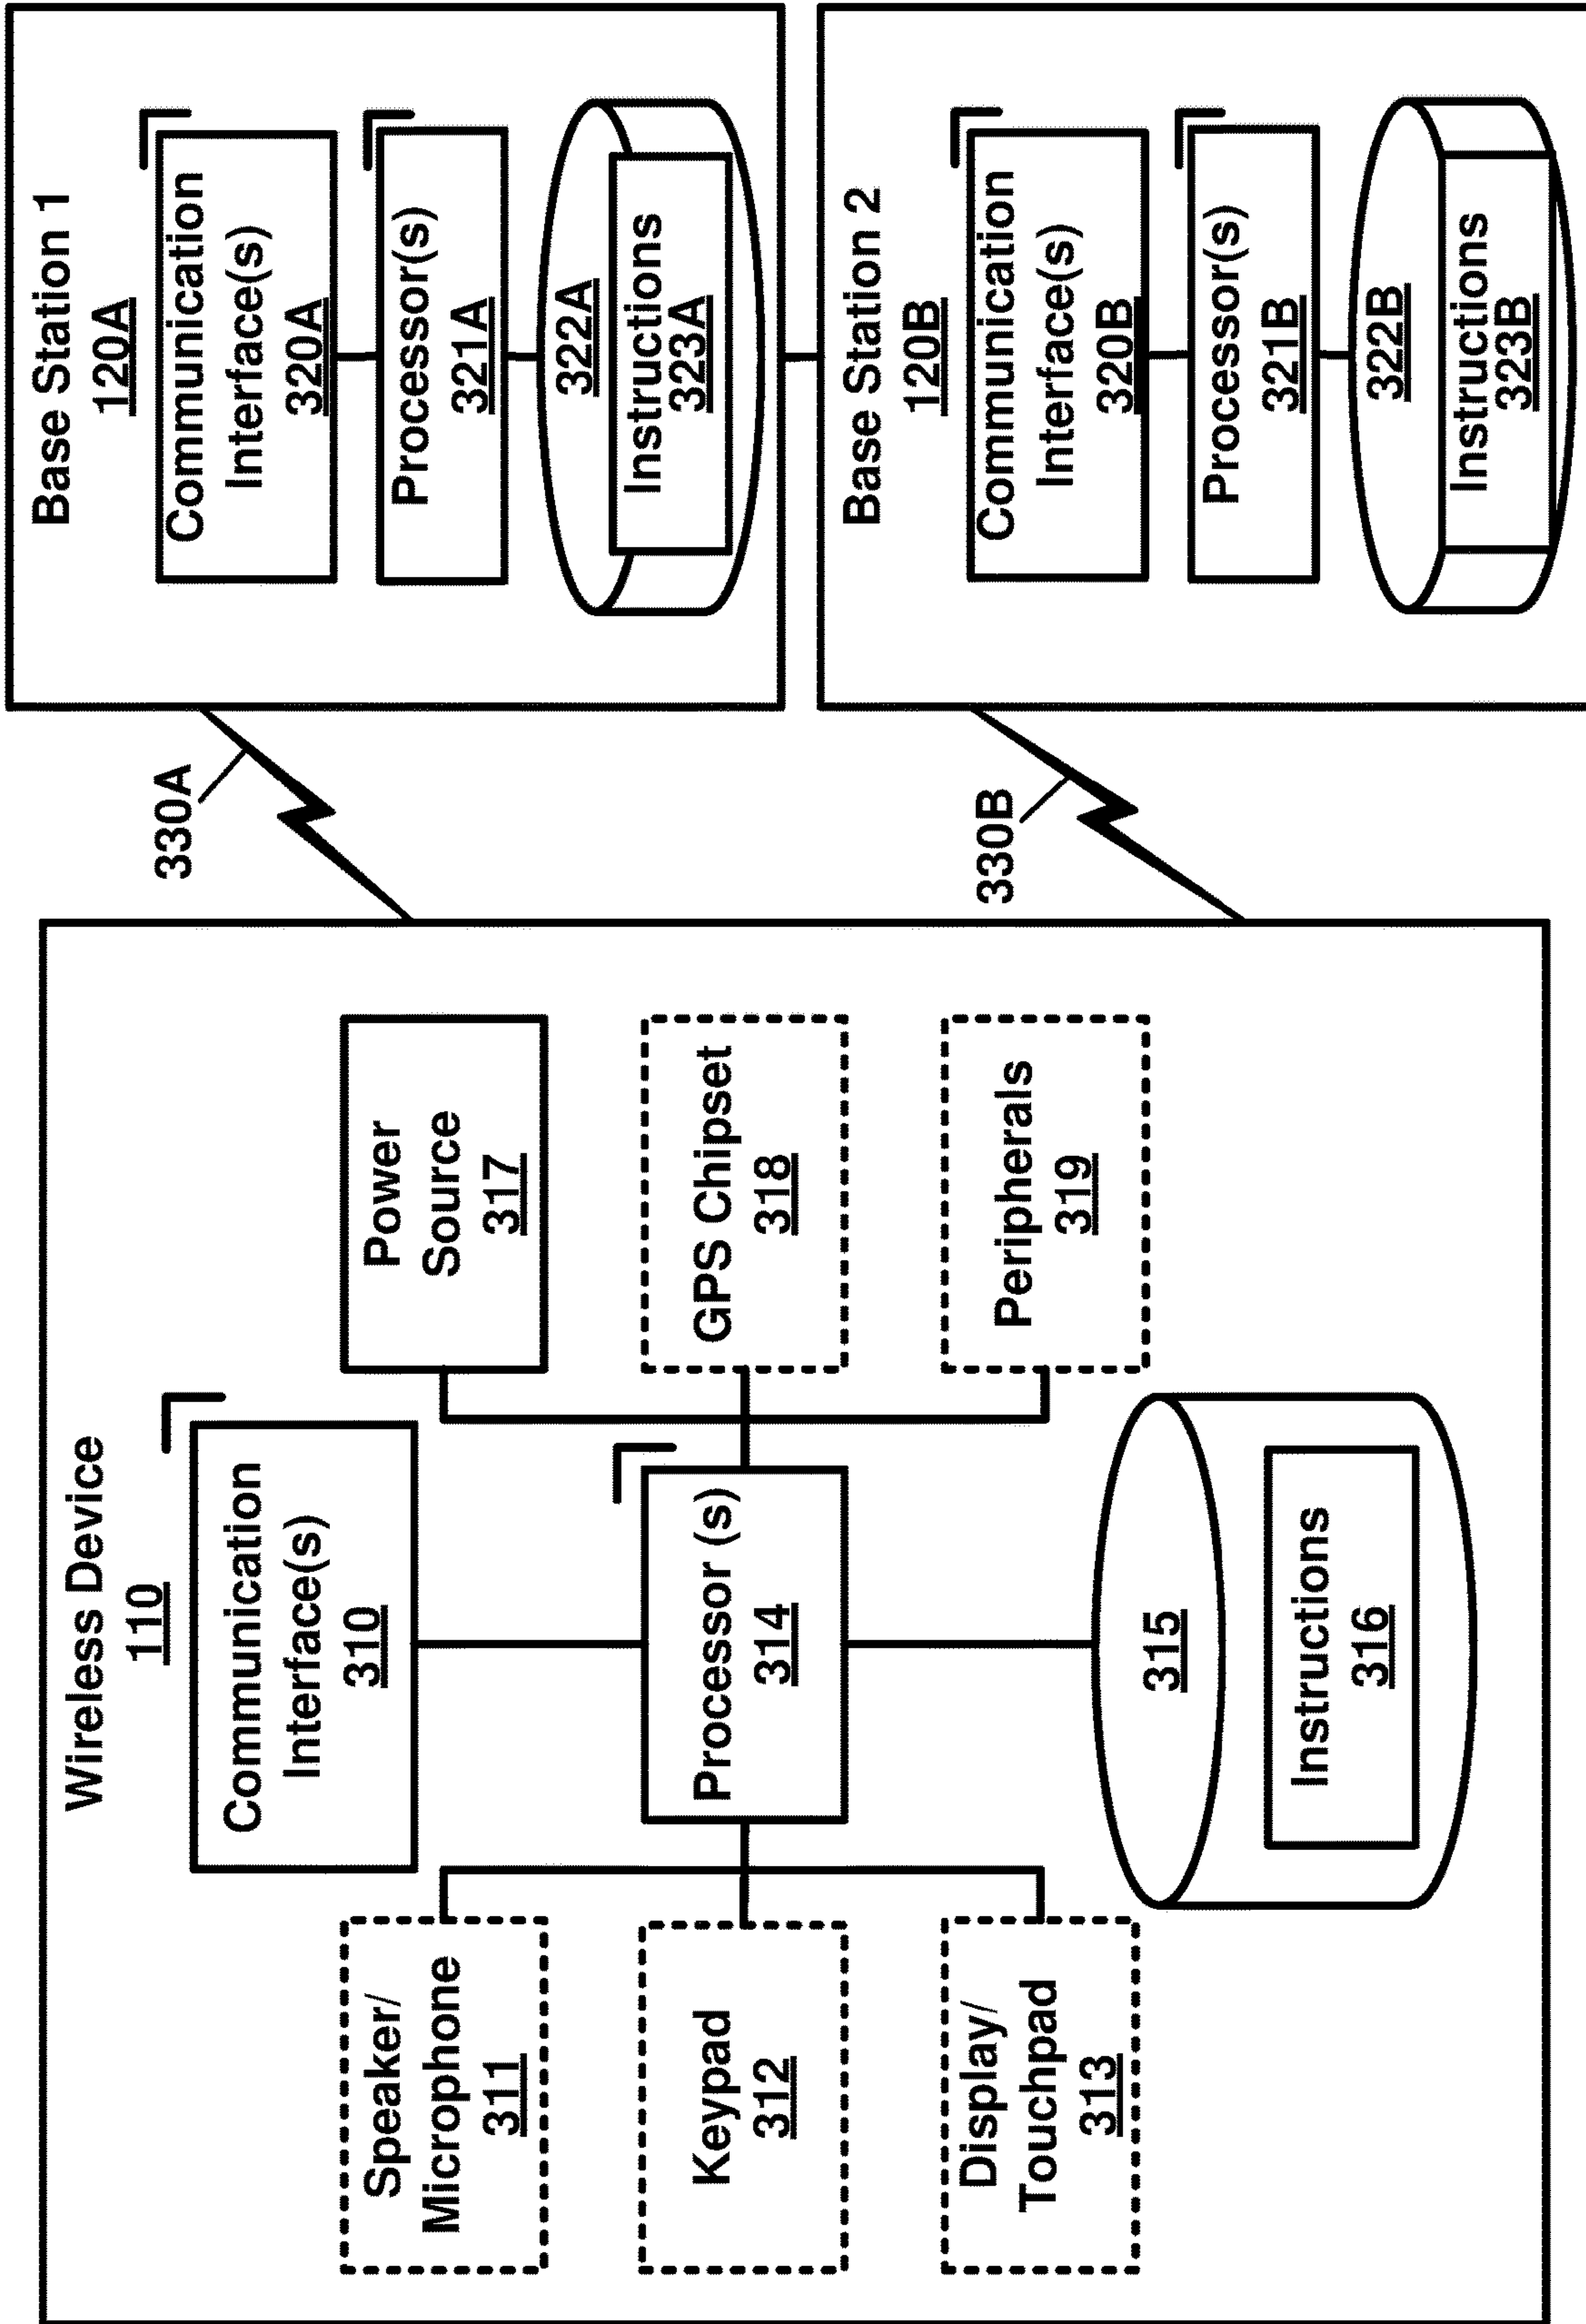 Wireless Device
110
Communication
Interface(s)
310
Speaker/
Microphone
311
Power
Source
317
Keypad
312
Processor (s)
314
GPS Chipset
318
Display/
Touchpad
313
Peripherals
319
315
Instructions
316
330A
330B
Base Station 1
120A
Communication
Interface(s)
320A
Processor(s)
321A
322A
Instructions
323A
Base Station 2
120B
Communication
Interface(s)
320B
Processor(s)
321B
322B
Instructions
323B